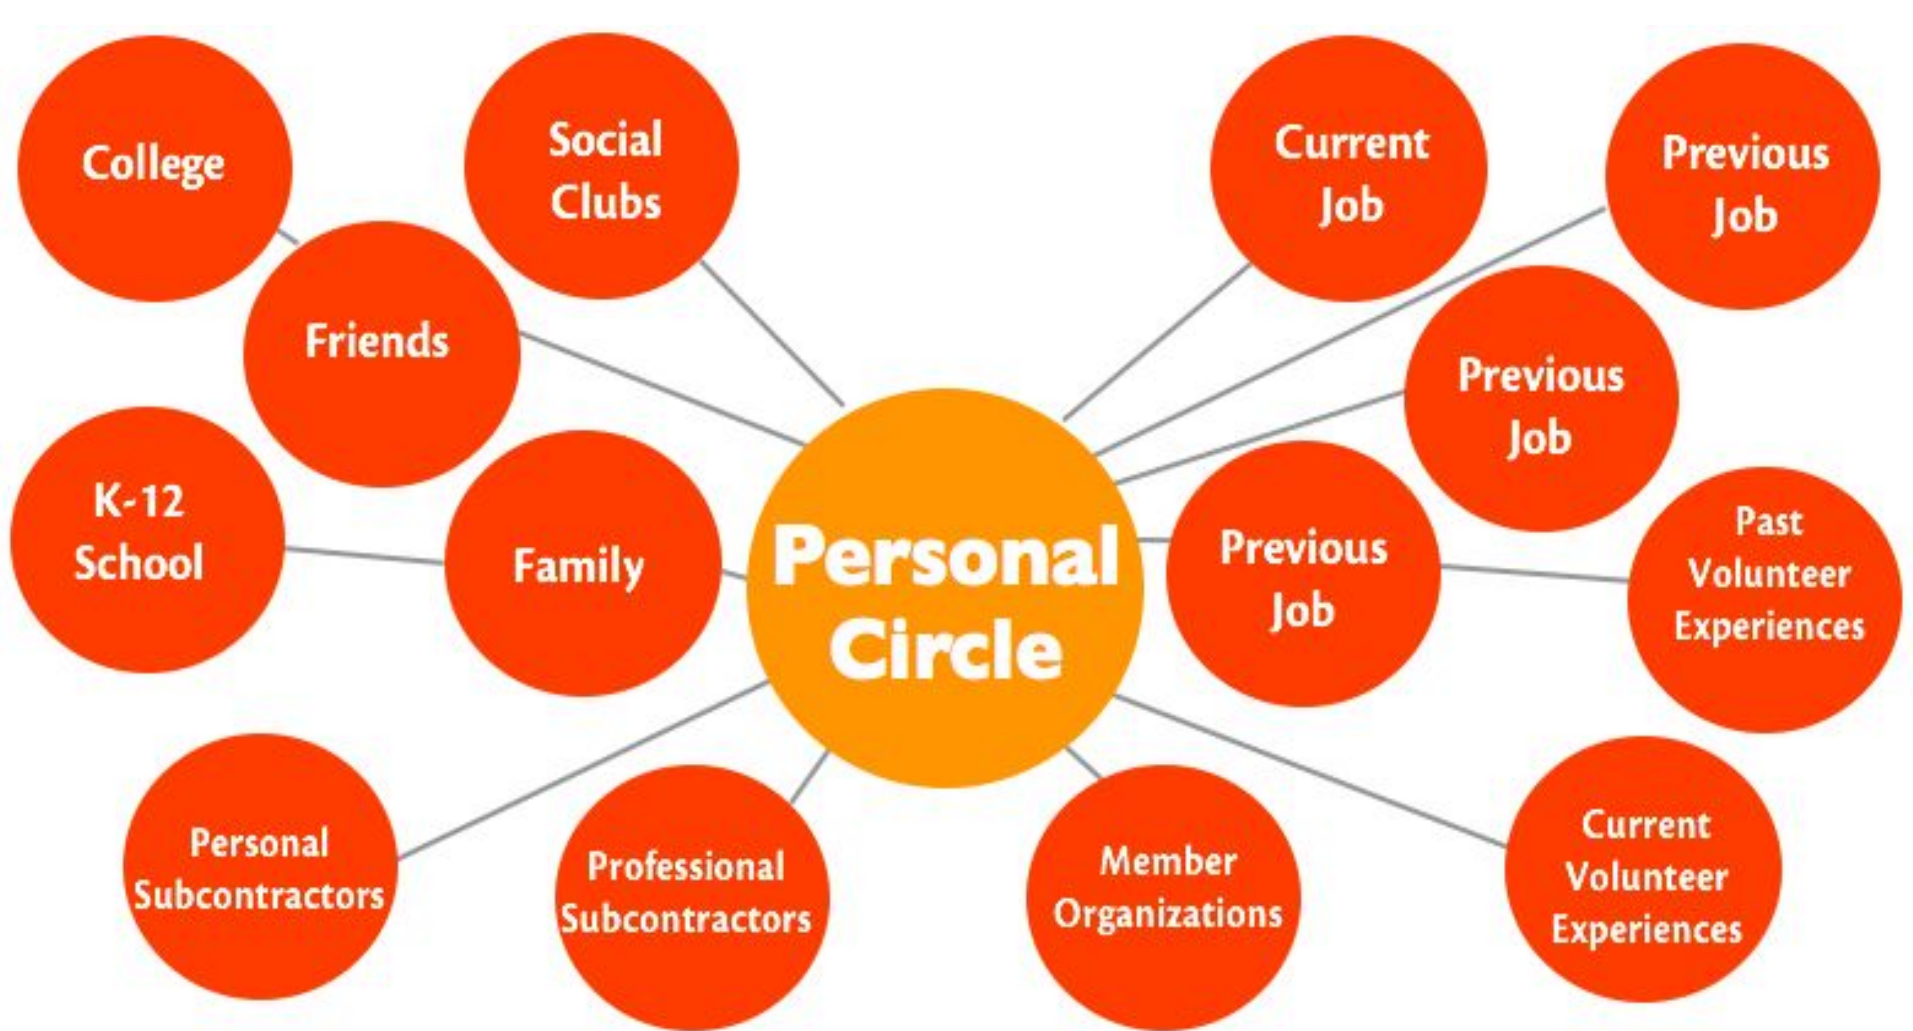 College
Social
Clubs
Current
Job
Previous
Job
Friends
Previous
Job
K-12
School
Family
Personal
Circle
Previous
Job
Past
Volunteer
Experiences
Personal
Subcontractors
Professional
Subcontractors
Member
Organizations
Current
Volunteer
Experiences